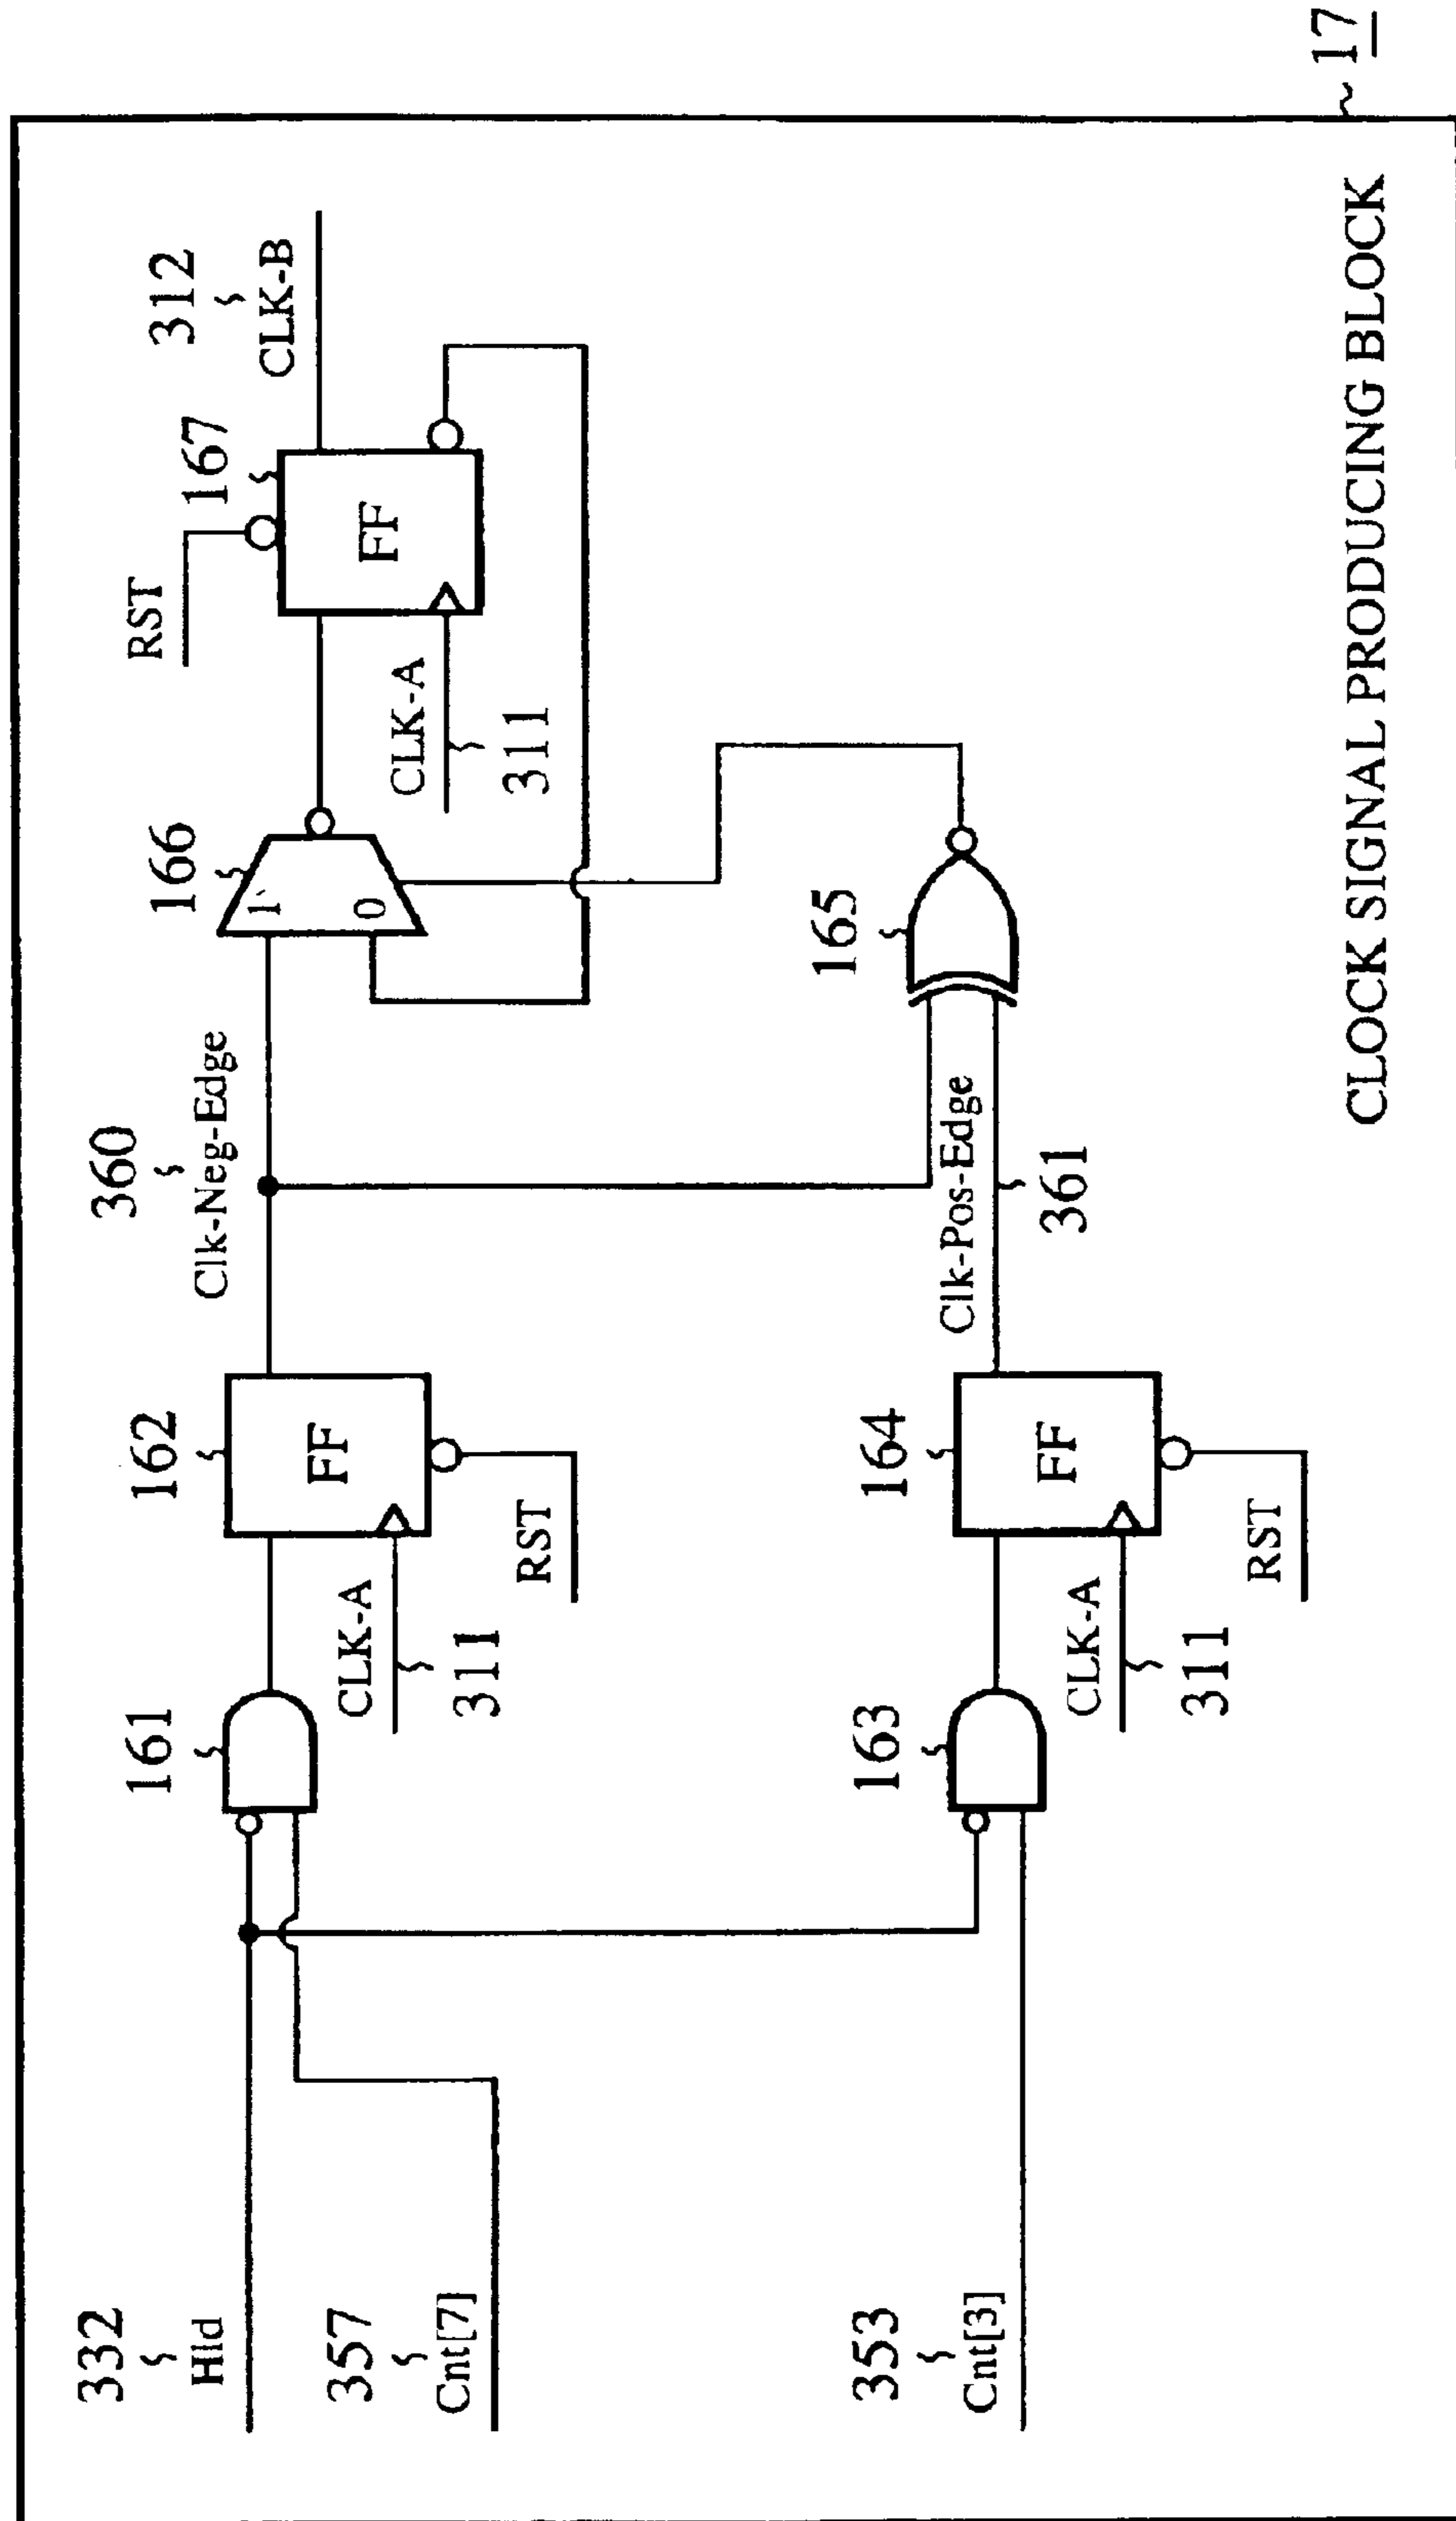 ~ 17
332
Hld
357
Cnt[7]
353
Cnt[3]
161
163
CLK-A
311
RST
162
FF
CLK-A
311
RST
164
FF
360
Clk-Neg-Edge
Clk-Pos-Edge
361
165
166
1
0
CLK-A
311
RST
167
FF
312
CLK-B
CLOCK SIGNAL PRODUCING BLOCK